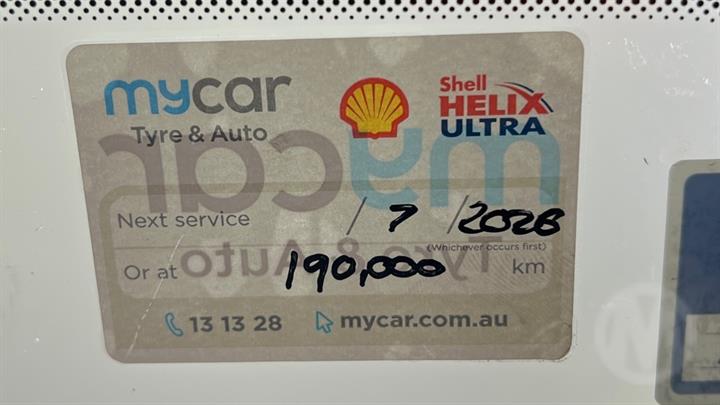 mycar
Tyre & Auto
Shell
HELIX
ULTRA
Next service / 7 / 2026
(Whichever occurs first)
Or at 190,000 km
13 13 28 mycar.com.au